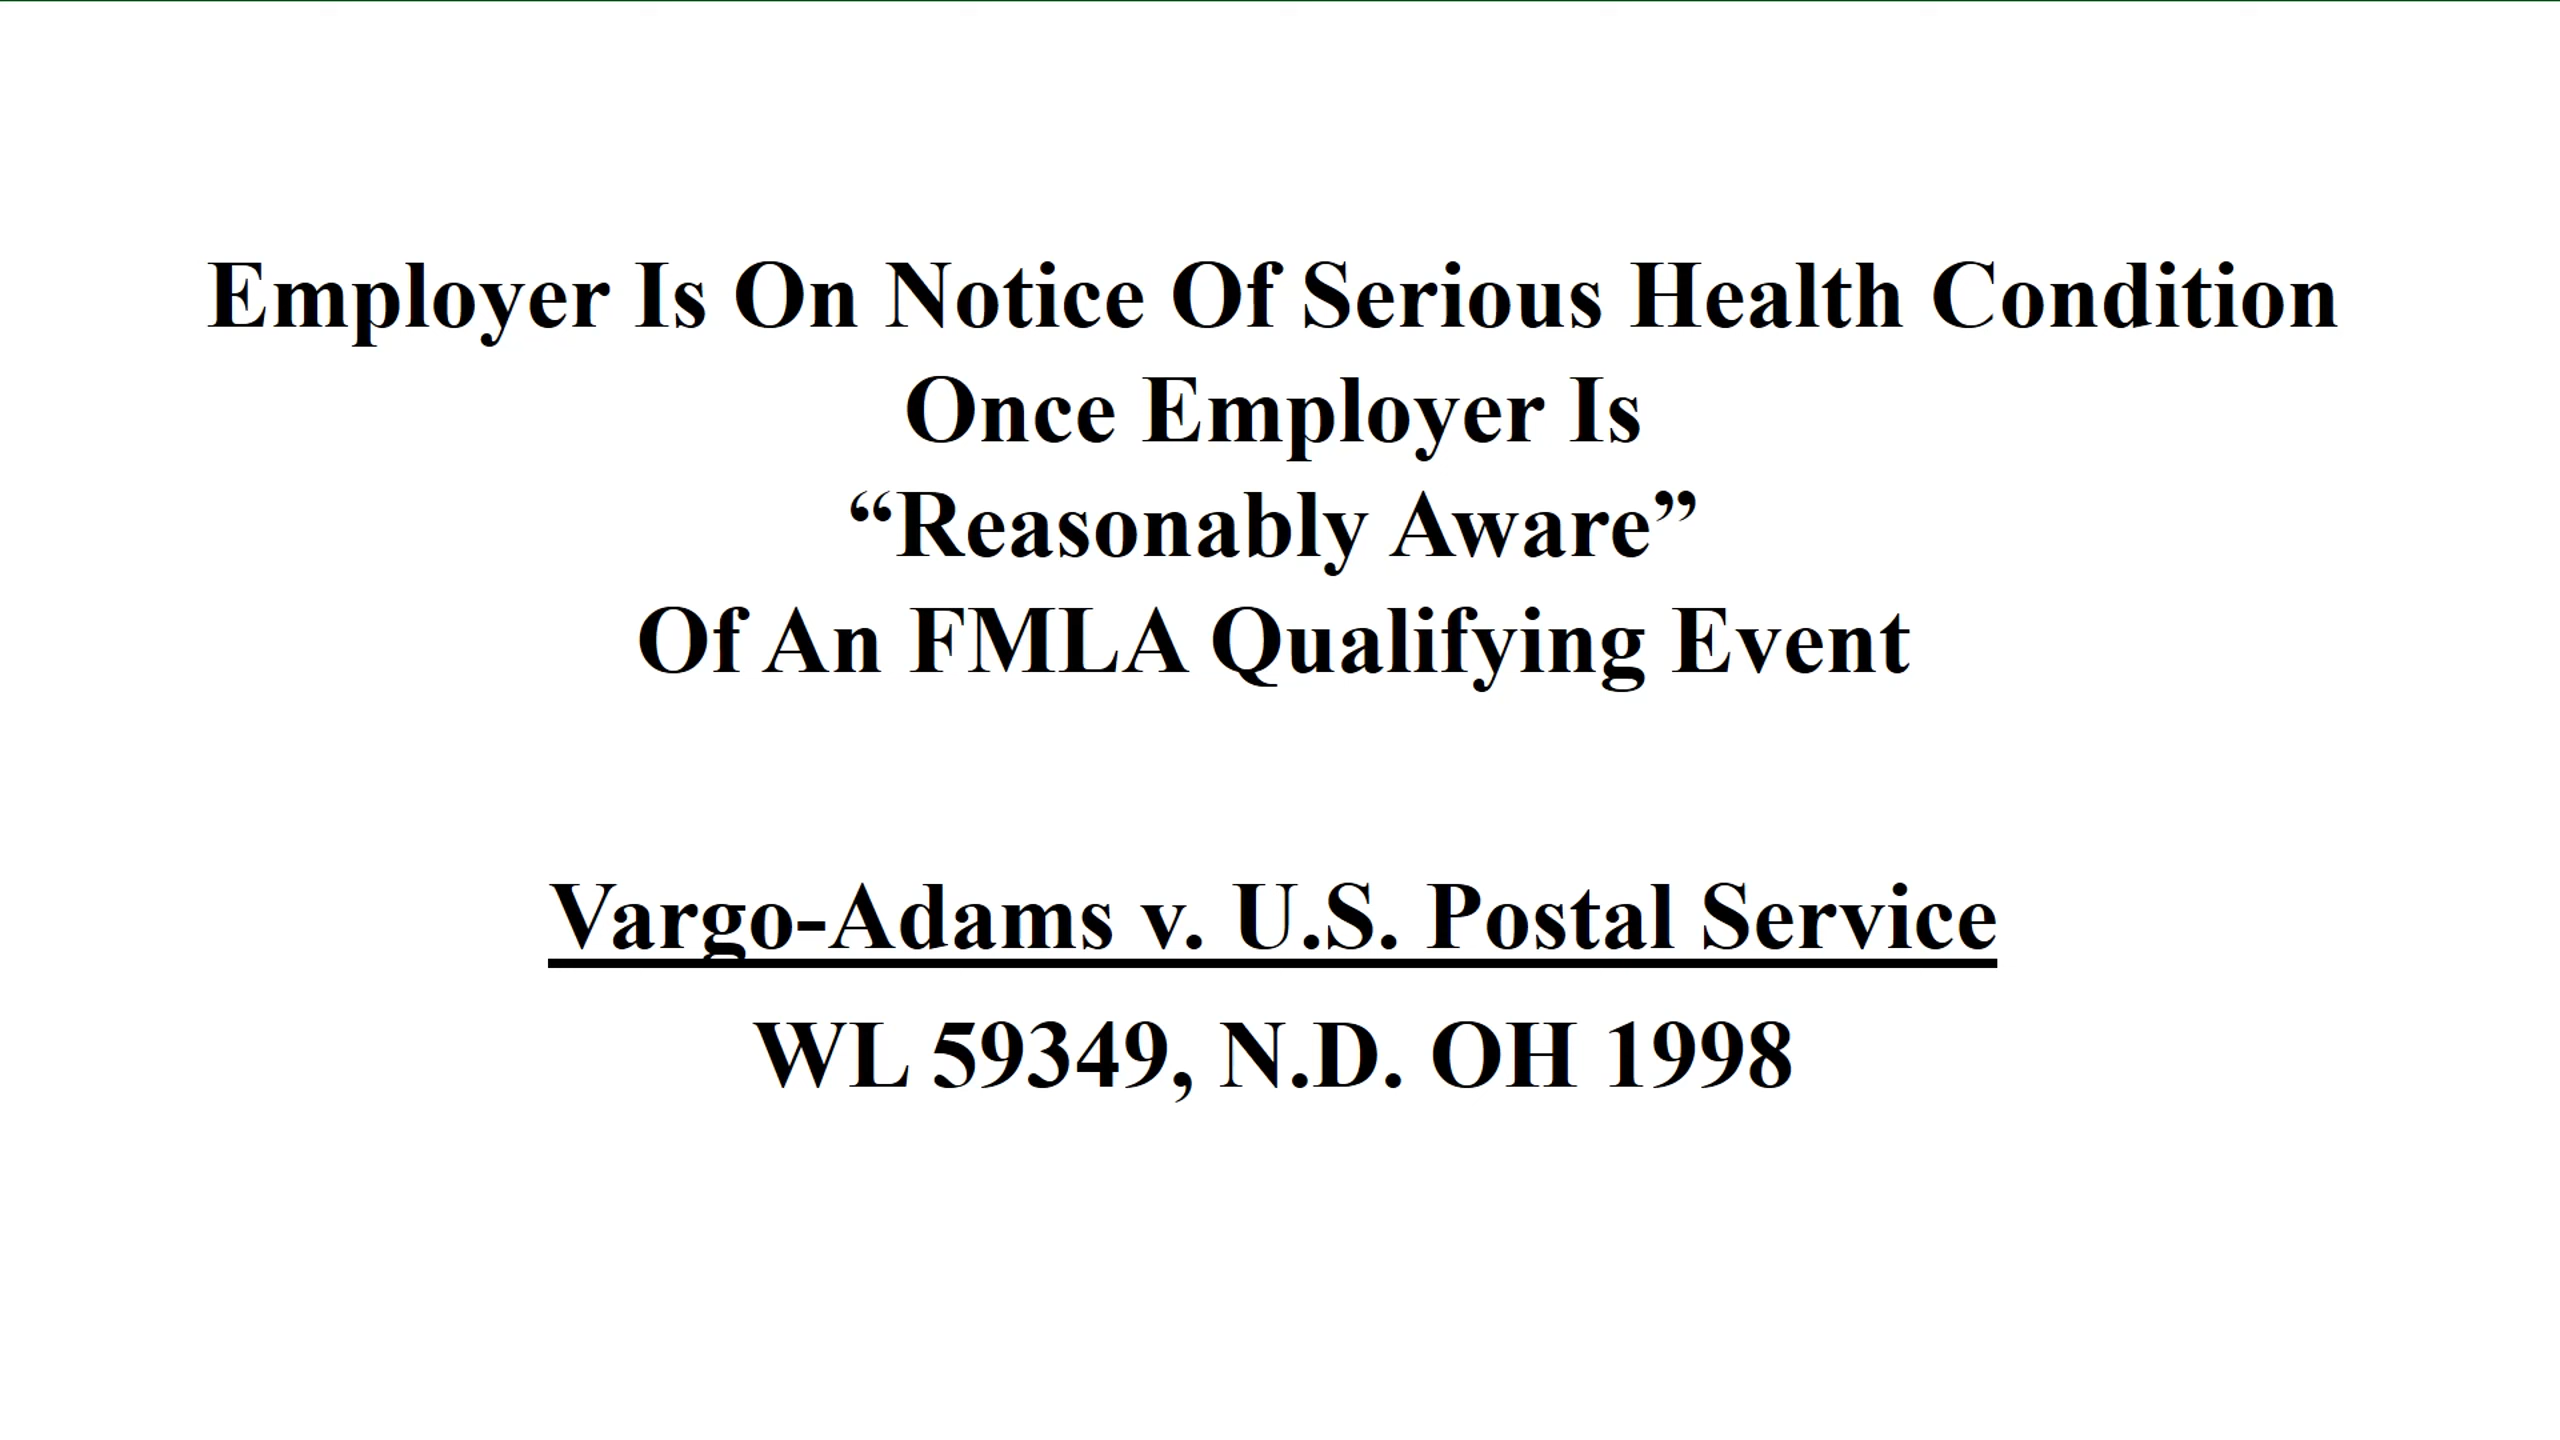 Employer Is On Notice Of Serious Health Condition
Once Employer Is
“Reasonably Aware”
Of An FMLA Qualifying Event
Vargo-Adams v. U.S. Postal Service
WL 59349, N.D. OH 1998